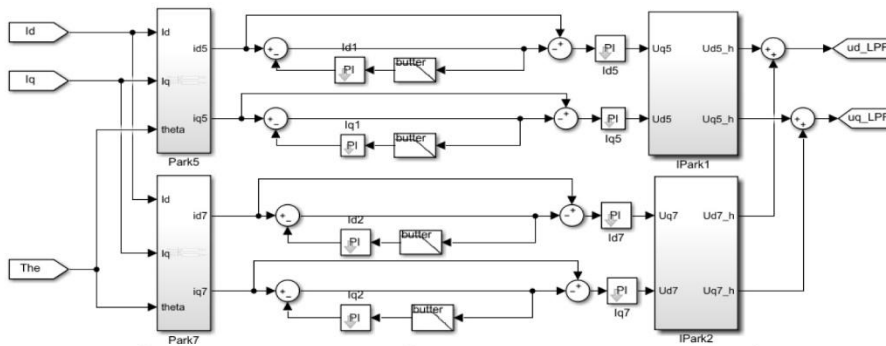 Id
Iq
The
Id
Iq
theta
id5
iq5
Park5
Id1
PI
butter
PI
Id5
Iq1
PI
butter
PI
Iq5
Uq5
Ud5
Ud5_h
Uq5_h
IPark1
ud_LPF
uq_LPF
Id
Iq
theta
id7
iq7
Park7
Id2
PI
butter
PI
Id7
Iq2
PI
butter
PI
Iq7
Uq7
Ud7
Ud7_h
Uq7_h
IPark2